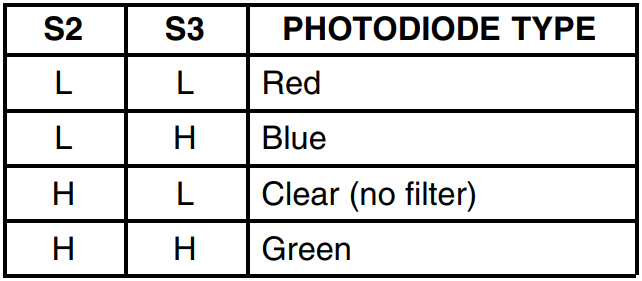 S2 S3 PHOTODIODE TYPE
L L Red
L H Blue
H L Clear (no filter)
H H Green